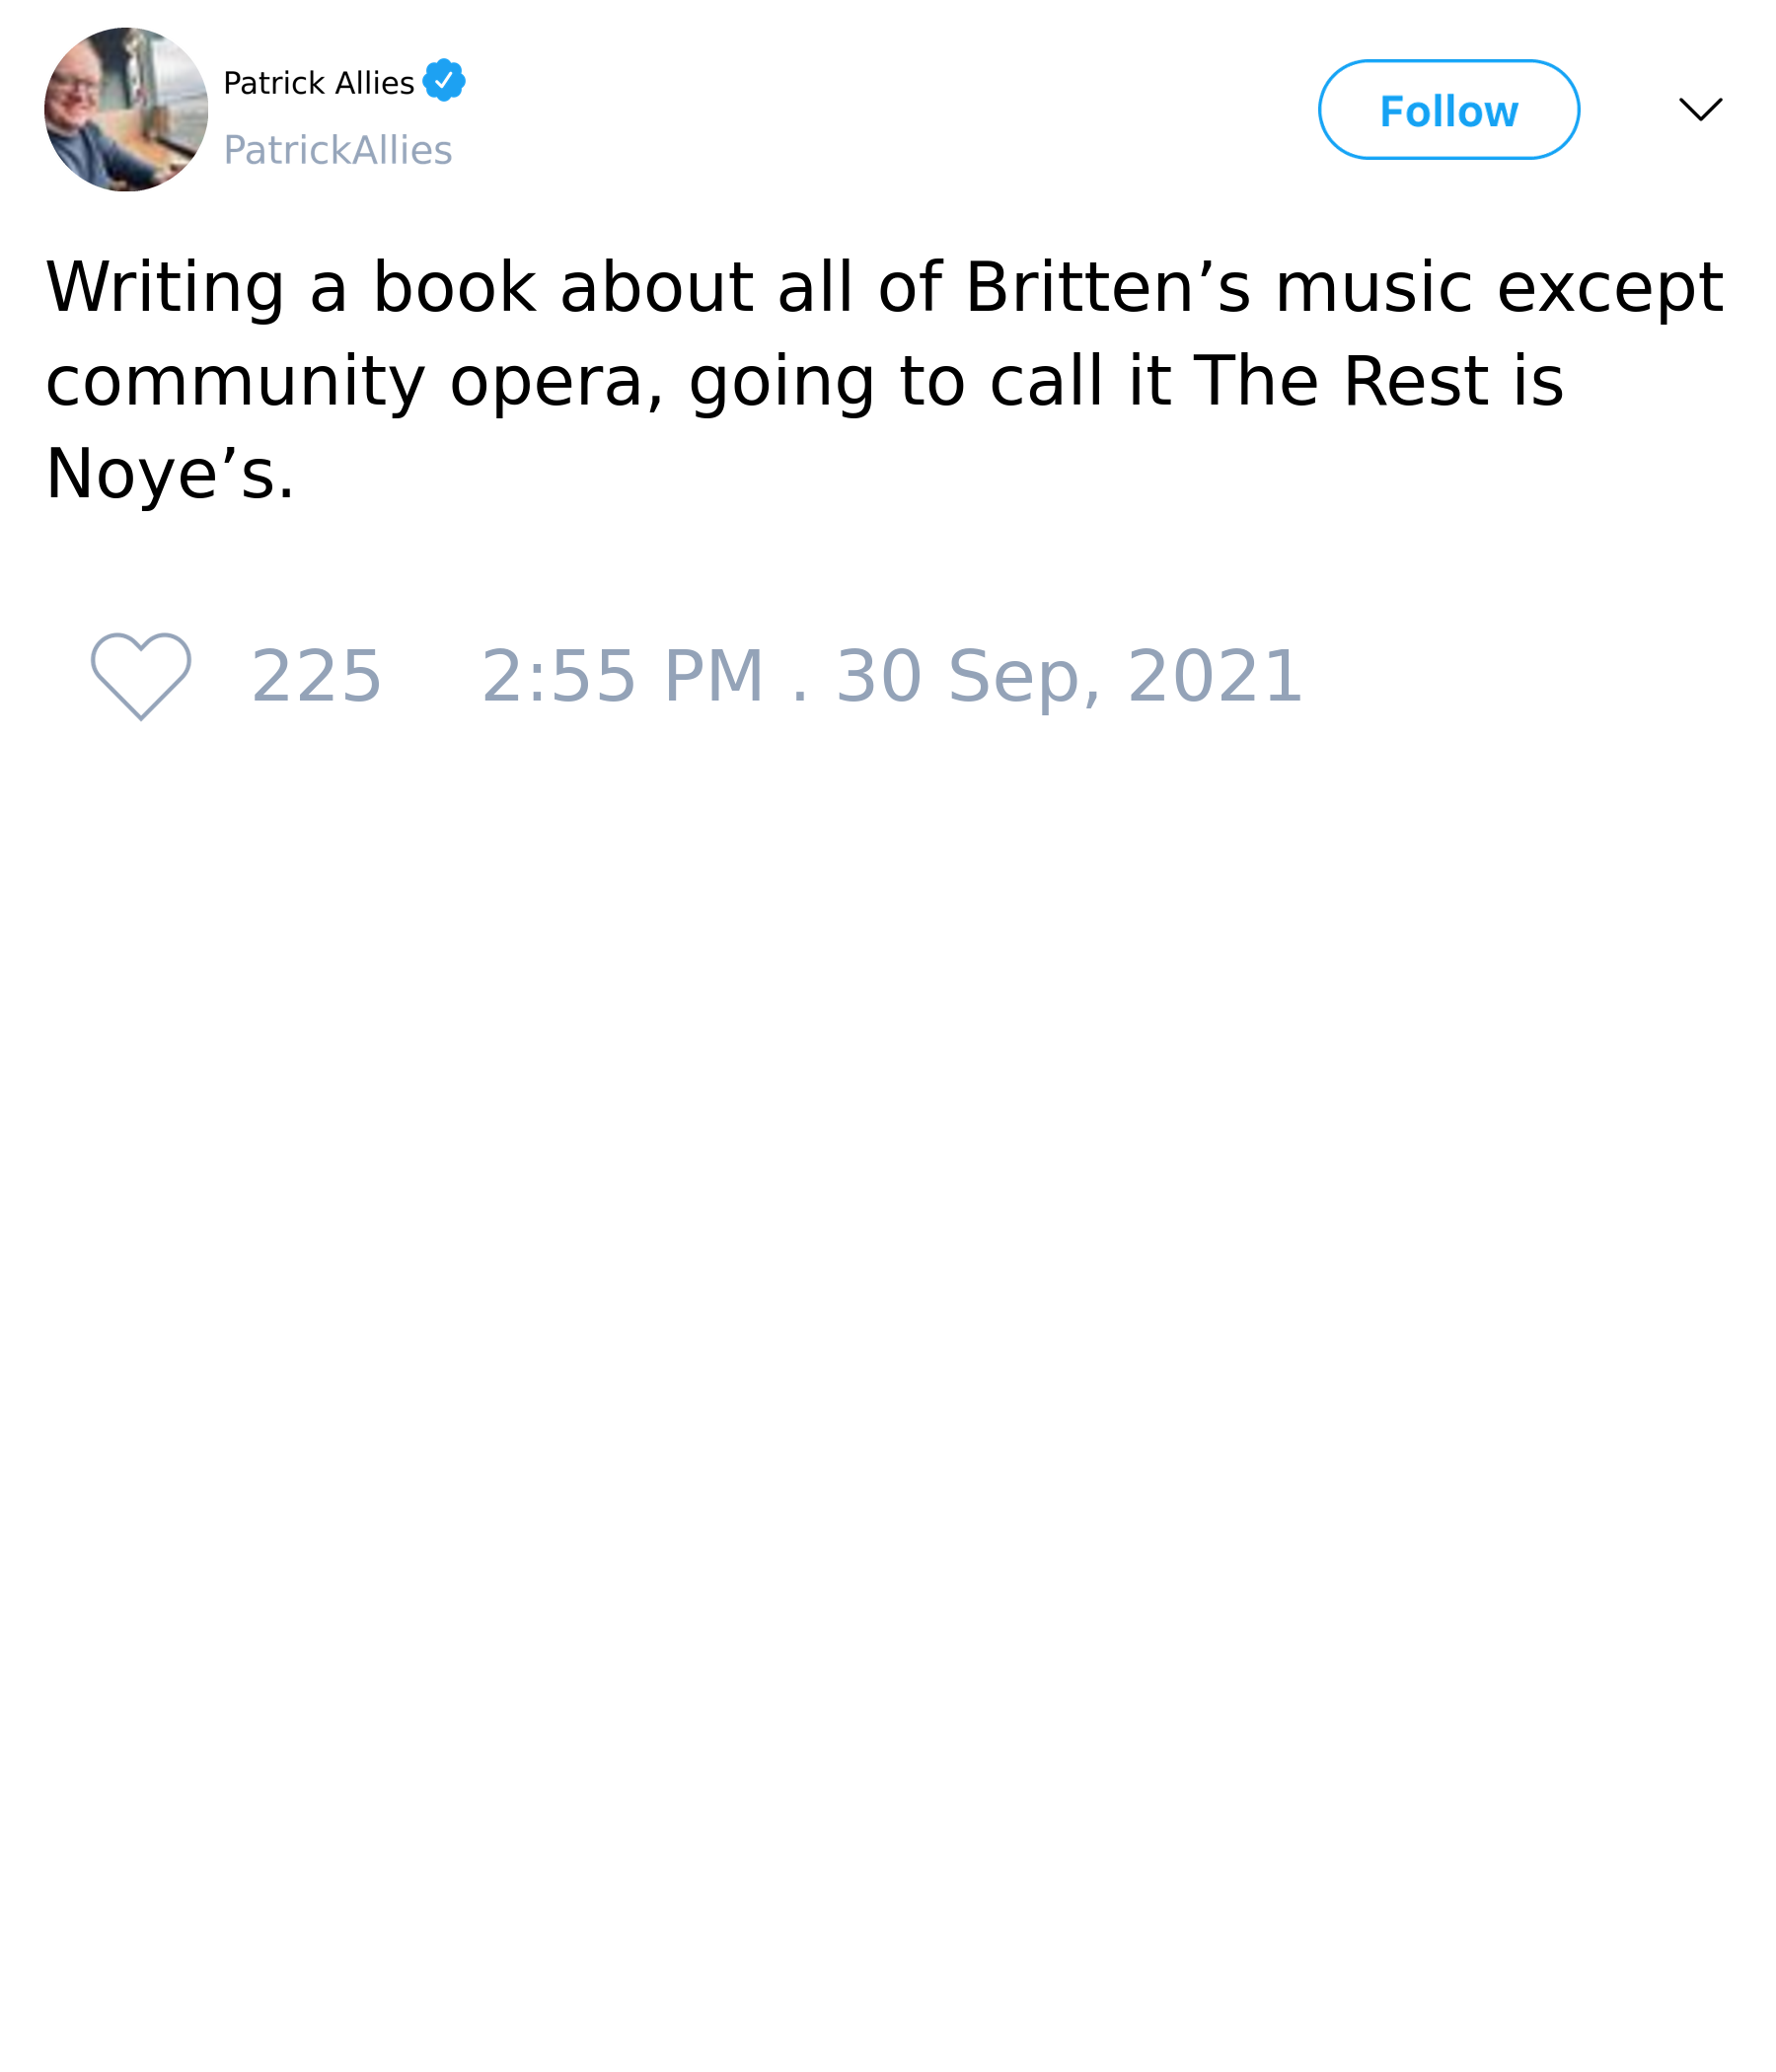 Patrick Allies
PatrickAllies
Follow
Writing a book about all of Britten’s music except
community opera, going to call it The Rest is
Noye’s.
225 2:55 PM . 30 Sep, 2021